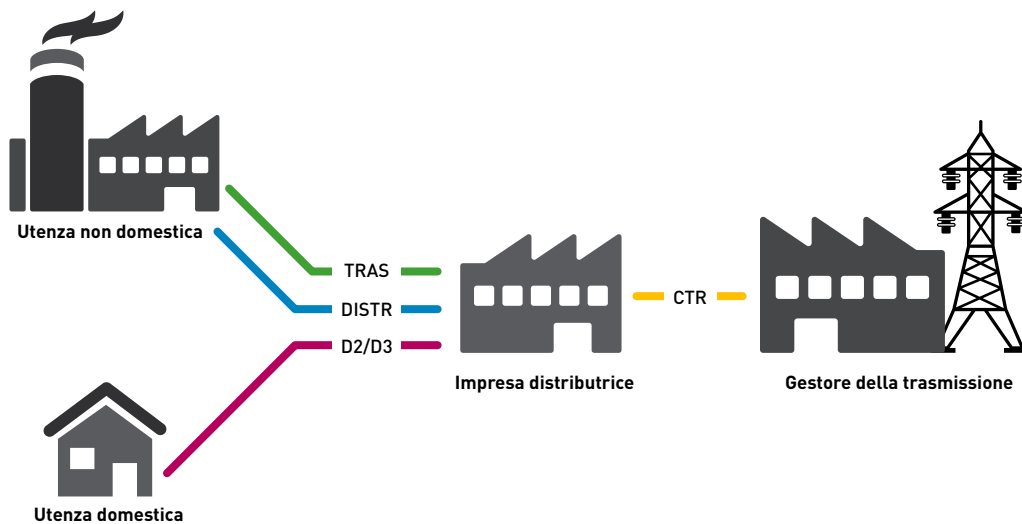 Utenza non domestica
TRAS
DISTR
D2/D3
CTR
Impresa distributrice
Gestore della trasmissione
Utenza domestica